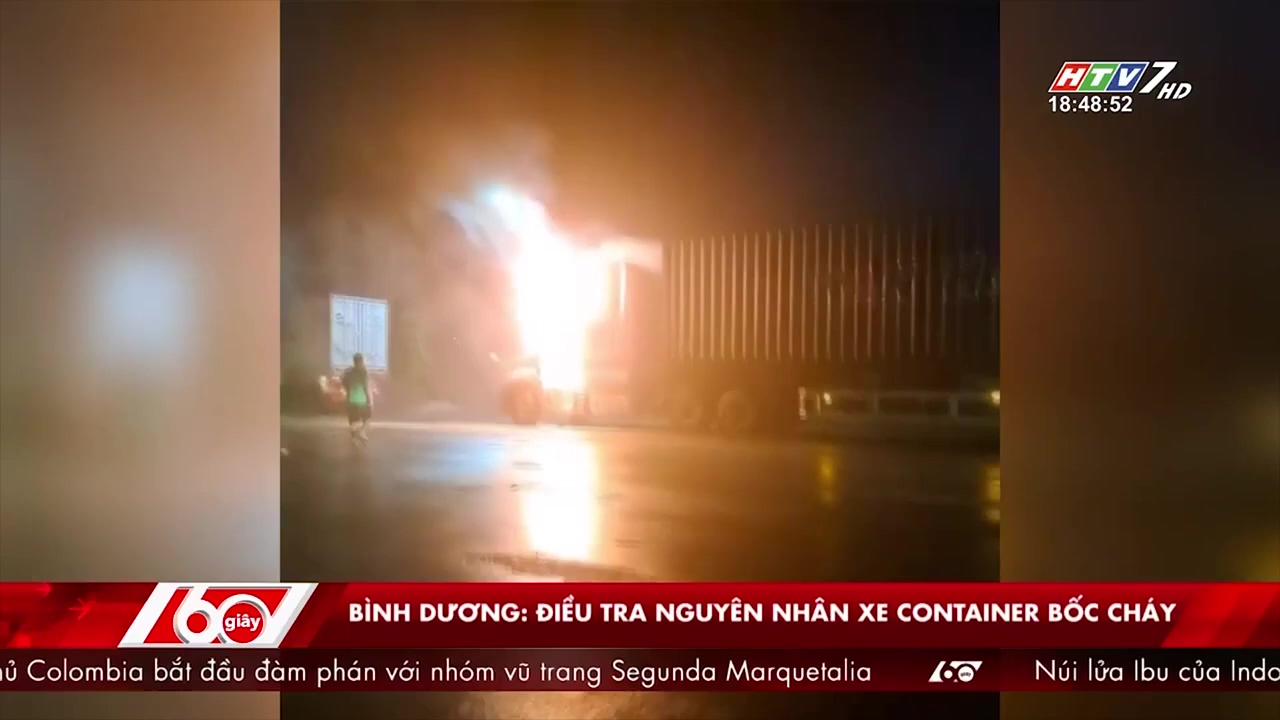 HTV7 HD
18:48:52
60 giây
BÌNH DƯƠNG: ĐIỀU TRA NGUYÊN NHÂN XE CONTAINER BỐC CHÁY
Colombia bắt đầu đàm phán với nhóm vũ trang Segunda Marquetalia 60 giây Núi lửa Ibu của